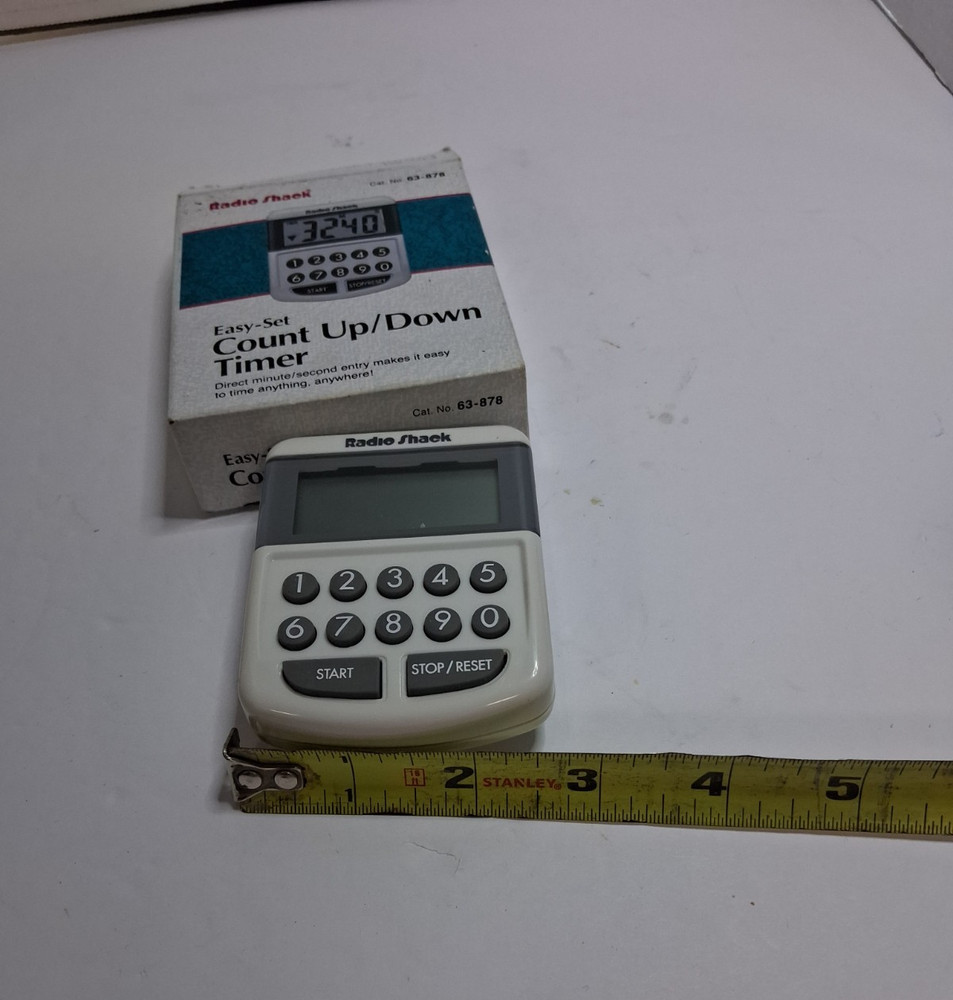 Radio Shack
Cat. No. 63-878
Radio Shack
3240
1 2 3 4 5
6 7 8 9 0
START STOP/RESET
Easy-Set
Count Up/Down
Timer
Direct minute/second entry makes it easy
to time anything, anywhere!
Cat. No. 63-878
Easy-
Co
Radio Shack
1 2 3 4 5
6 7 8 9 0
START STOP / RESET
1 16 ft 2 STANLEY® 3 4 5